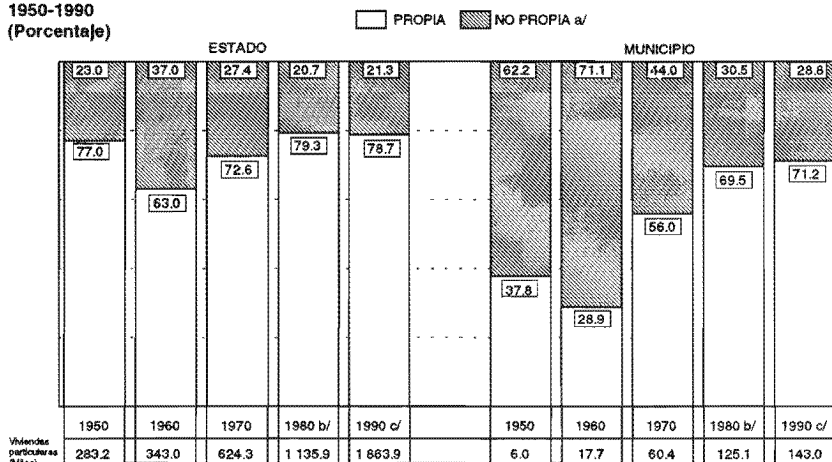 1950-1990
(Porcentaje)
PROPIA NO PROPIA a/
ESTADO MUNICIPIO
23.0 37.0 27.4 20.7 21.3 62.2 71.1 44.0 30.5 28.8
77.0 63.0 72.6 79.3 78.7 37.8 28.9 56.0 69.5 71.2
1950 1960 1970 1980 b/ 1990 c/ 1950 1960 1970 1980 b/ 1990 c/
Viviendas
particulares
283.2 343.0 624.3 1 135.9 1 863.9 6.0 17.7 60.4 125.1 143.0